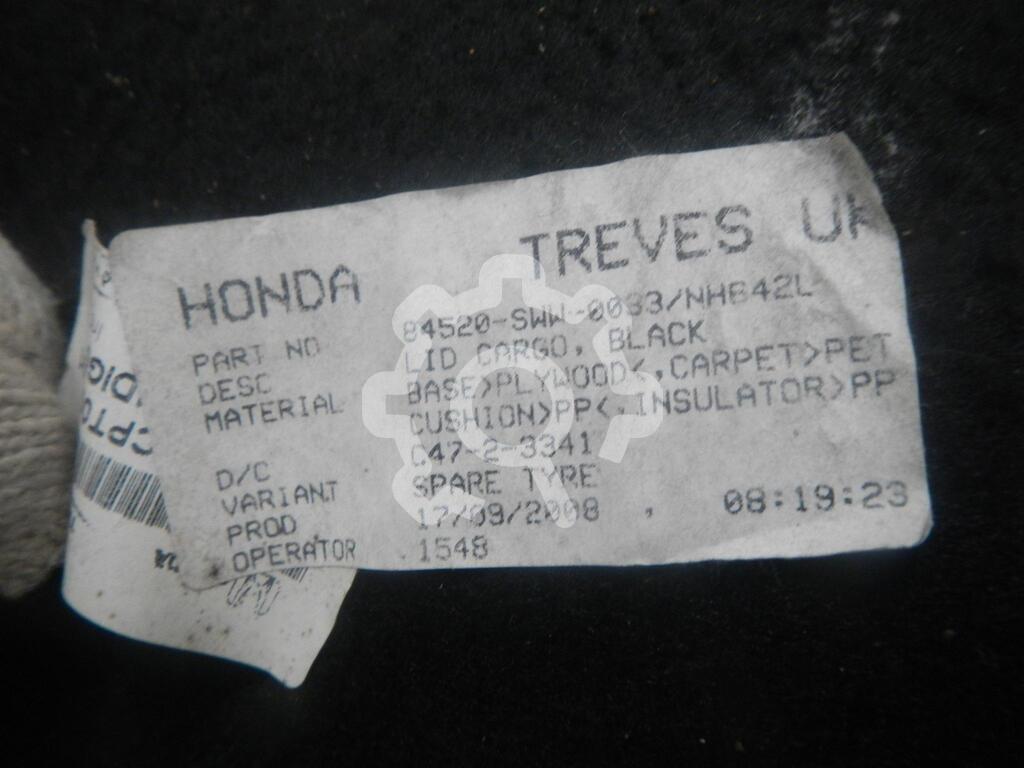 HONDA TREVES UK
PART NO 84520-SWW-0033/NH642L
DESC LID CARGO, BLACK
MATERIAL BASE>PLYWOOD<,CARPET>PET
CUSHION>PP<,INSULATOR>PP
D/C C47-2-3341
VARIANT SPARE TYRE
PROD 17/09/2008 , 08:19:23
OPERATOR 1548